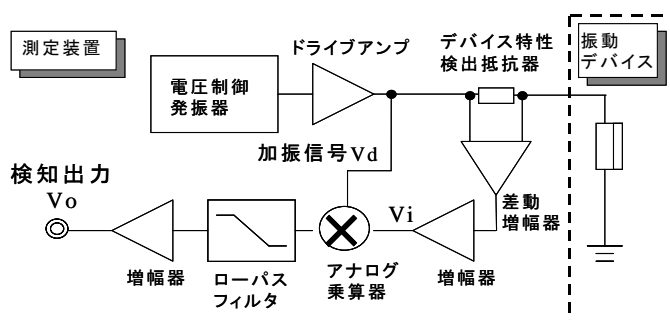 測定装置
ドライブアンプ
デバイス特性
検出抵抗器
振動
デバイス
電圧制御
発振器
加振信号Vd
検知出力
Vo
Vi
差動
増幅器
増幅器
ローパス
フィルタ
アナログ
乗算器
増幅器